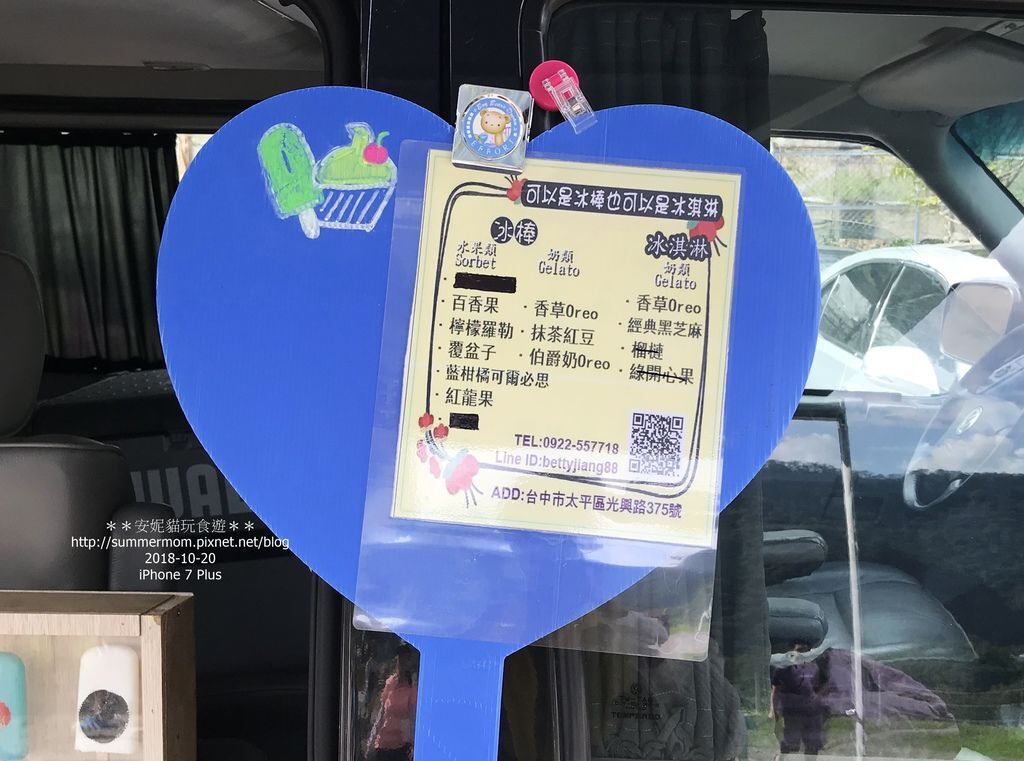 EFFORT
可以是冰棒也可以是冰淇淋
冰棒
水果類
Sorbet
・百香果
・檸檬羅勒
・覆盆子
・藍柑橘可爾必思
・紅龍果
奶類
Gelato
・香草Oreo
・抹茶紅豆
・伯爵奶Oreo
冰淇淋
奶類
Gelato
・香草Oreo
・經典黑芝麻
・榴槤
・綠開心果
TEL:0922-557718
Line ID:bettyjiang88
ADD:台中市太平區光興路375號
＊＊安妮貓玩食遊＊＊
http://summermom.pixnet.net/blog
2018-10-20
iPhone 7 Plus